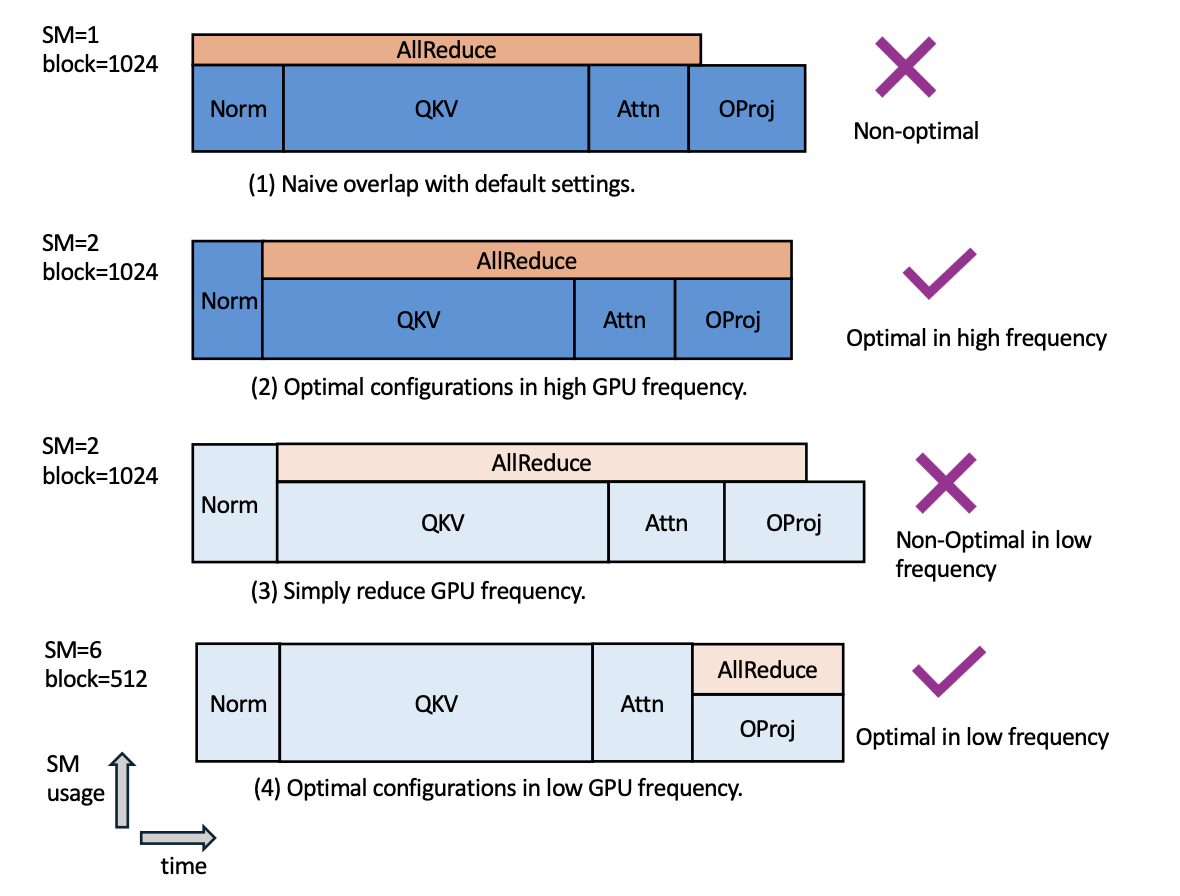 SM=1
block=1024
AllReduce
Norm
QKV
Attn
OProj
Non-optimal
(1) Naive overlap with default settings.
SM=2
block=1024
AllReduce
Norm
QKV
Attn
OProj
Optimal in high frequency
(2) Optimal configurations in high GPU frequency.
SM=2
block=1024
AllReduce
Norm
QKV
Attn
OProj
Non-Optimal in low
frequency
(3) Simply reduce GPU frequency.
SM=6
block=512
AllReduce
Norm
QKV
Attn
OProj
Optimal in low frequency
(4) Optimal configurations in low GPU frequency.
SM
usage
time